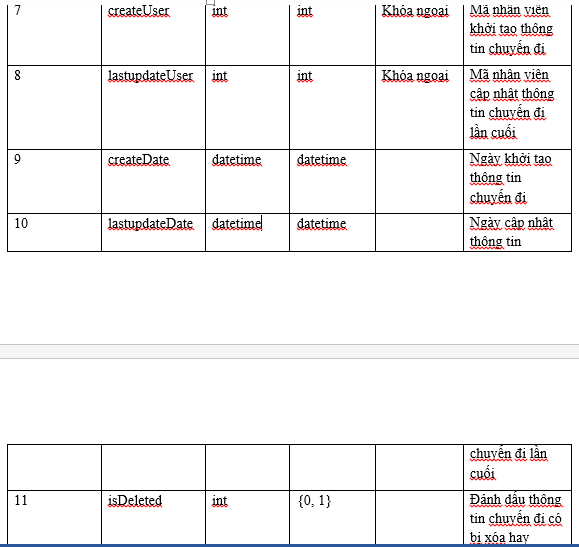 7 createUser int int Khóa ngoại Mã nhân viên
khởi tao thông
tin chuyến đi
8 lastupdateUser int int Khóa ngoại Mã nhân viên
cập nhật thông
tin chuyến đi
lần cuối
9 createDate datetime datetime Ngày khởi tao
thông tin
chuyến đi
10 lastupdateDate datetime datetime Ngày cập nhật
thông tin
chuyến đi lần
cuối
11 isDeleted int {0, 1} Đánh dấu thông
tin chuyến đi có
bị xóa hay